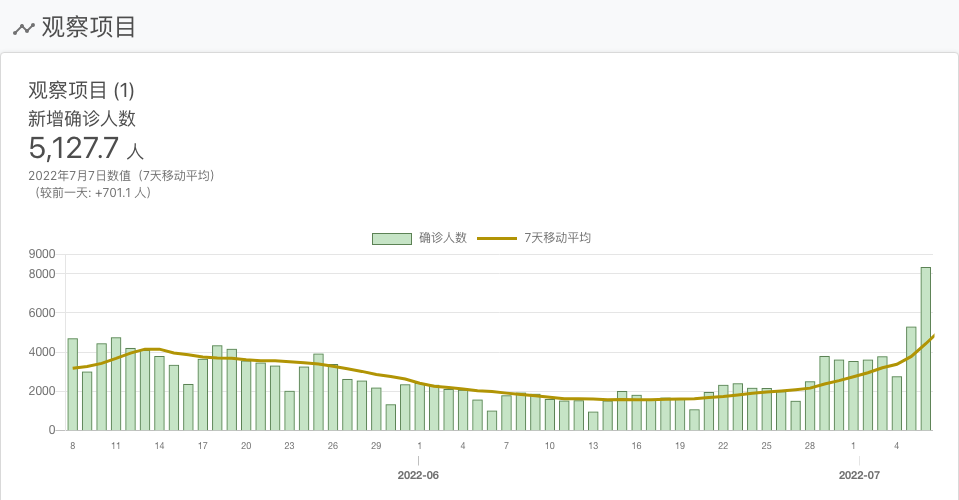 观察项目
观察项目 (1)
新增确诊人数
5,127.7 人
2022年7月7日数值（7天移动平均）
（较前一天: +701.1 人）
确诊人数 7天移动平均
9000
8000
6000
4000
2000
0
8 11 14 17 20 23 26 29 1 4 7 10 13 16 19 22 25 28 1 4
2022-06 2022-07